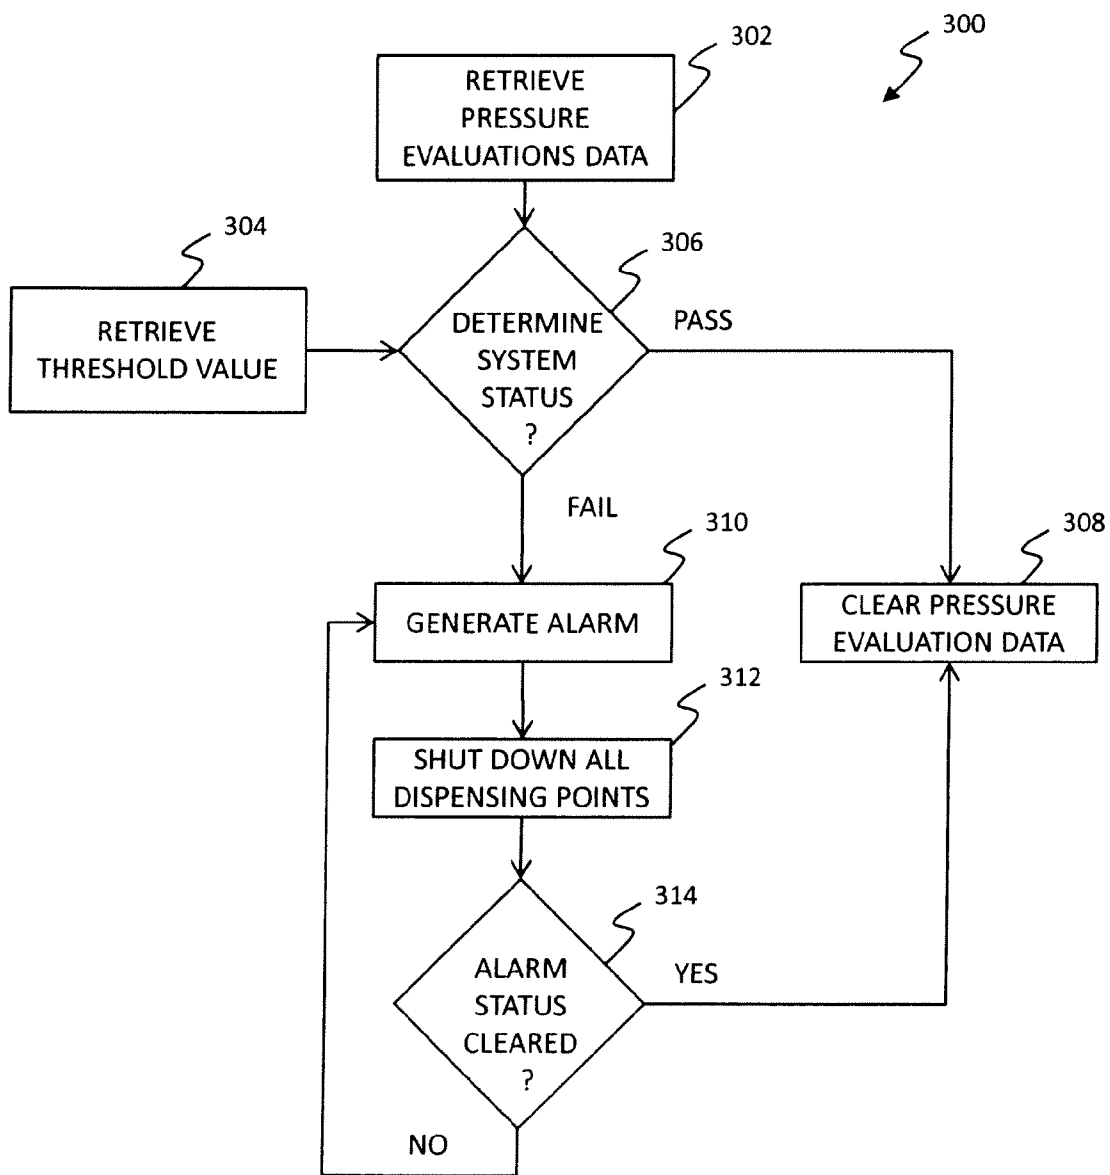 300
302
RETRIEVE
PRESSURE
EVALUATIONS DATA
304
RETRIEVE
THRESHOLD VALUE
306
DETERMINE
SYSTEM
STATUS
?
PASS
FAIL
308
CLEAR PRESSURE
EVALUATION DATA
310
GENERATE ALARM
312
SHUT DOWN ALL
DISPENSING POINTS
314
ALARM
STATUS
CLEARED
?
YES
NO